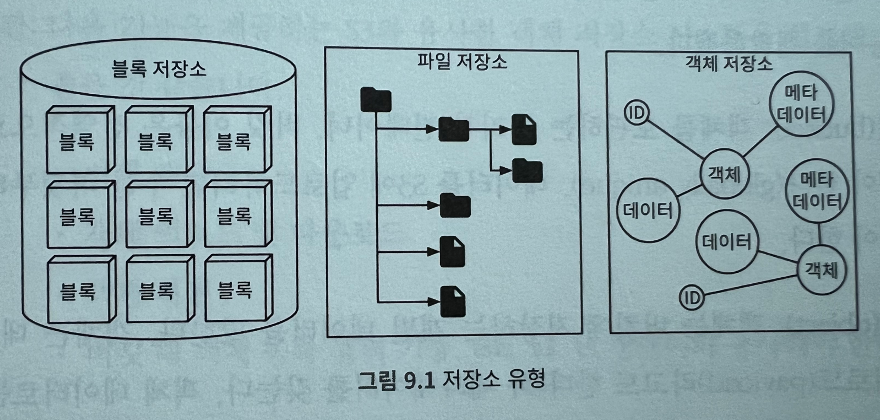 블록 저장소
블록 블록 블록
블록 블록 블록
블록 블록 블록
파일 저장소
객체 저장소
ID
메타
데이터
객체
데이터
메타
데이터
데이터
객체
ID
그림 9.1 저장소 유형